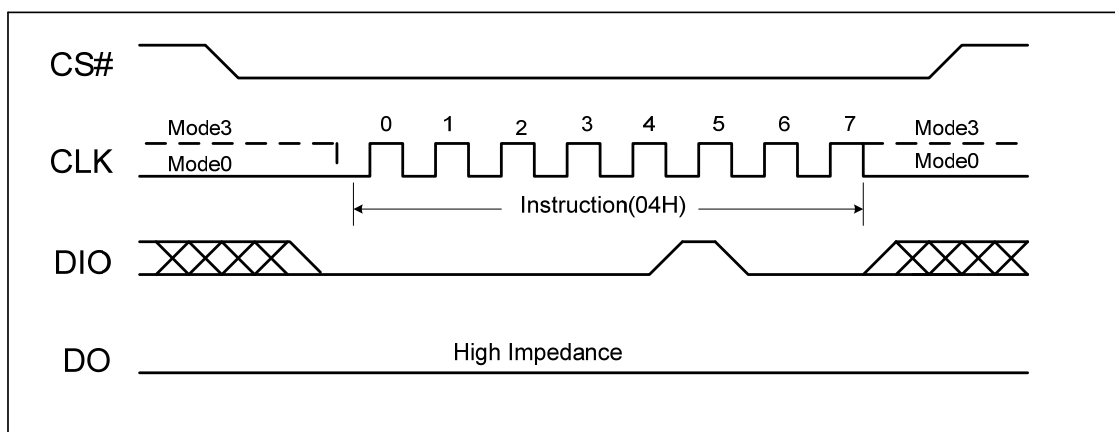 CS#
Mode3
0 1 2 3 4 5 6 7
Mode3
CLK
Mode0
Mode0
Instruction(04H)
DIO
DO
High Impedance